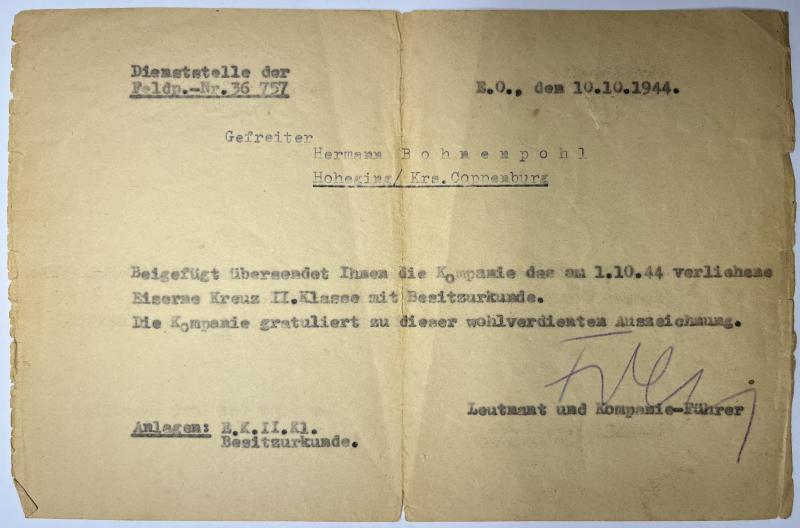 Dienststelle der
Feldp.-Nr.36 757
E.O., den 10.10.1944.
Gefreiter
Hermann Bohnenpohl
Hoheging/ Krs.Coppenburg
Beigefügt übersendet Ihnen die Kompanie das am 1.10.44 verliehene
Eiserne Kreuz II.Klasse mit Besitzurkunde.
Die Kompanie gratuliert zu dieser wohlverdienten Auszeichnung.
Leutnant und Kompanie-Führer
Anlagen: E.K.II.Kl.
Besitzurkunde.